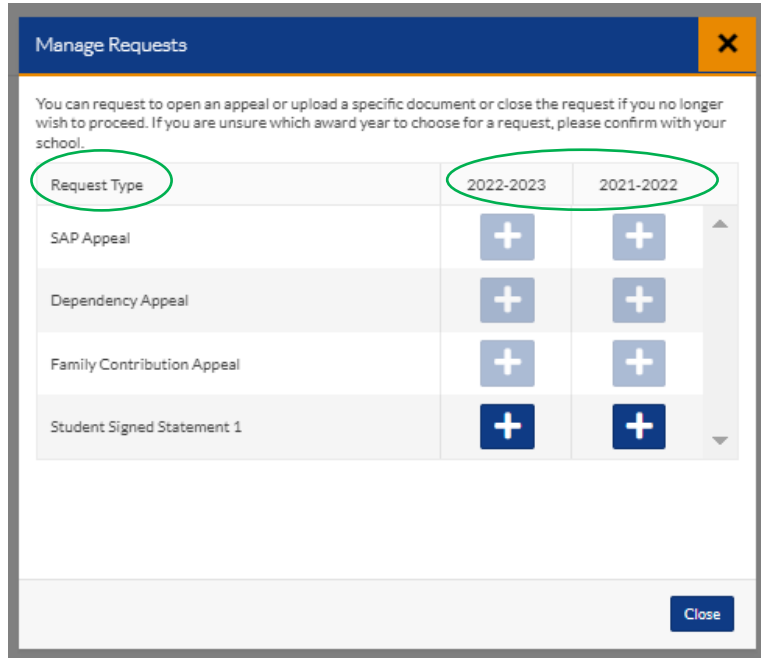 Manage Requests
You can request to open an appeal or upload a specific document or close the request if you no longer
wish to proceed. If you are unsure which award year to choose for a request, please confirm with your
school.
Request Type 2022-2023 2021-2022
SAP Appeal
Dependency Appeal
Family Contribution Appeal
Student Signed Statement 1
Close